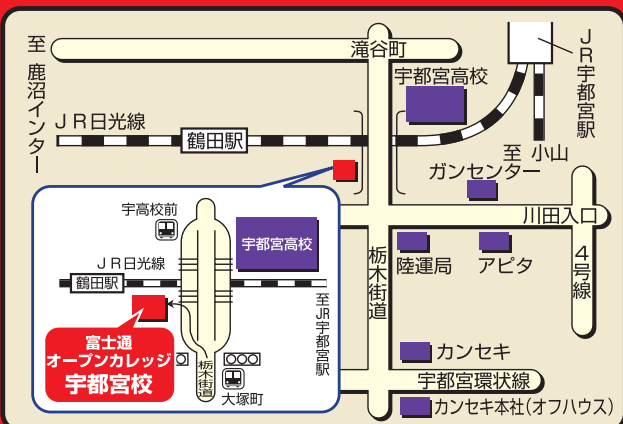 至 鹿沼インター
滝谷町
JR宇都宮駅
宇都宮高校
JR日光線
鶴田駅
至 小山
ガンセンター
川田入口
栃木街道
陸運局
アピタ
4号線
カンセキ
宇都宮環状線
カンセキ本社(オフハウス)
宇高校前
宇都宮高校
JR日光線
鶴田駅
至JR宇都宮駅
富士通
オープンカレッジ
宇都宮校
栃木街道
大塚町